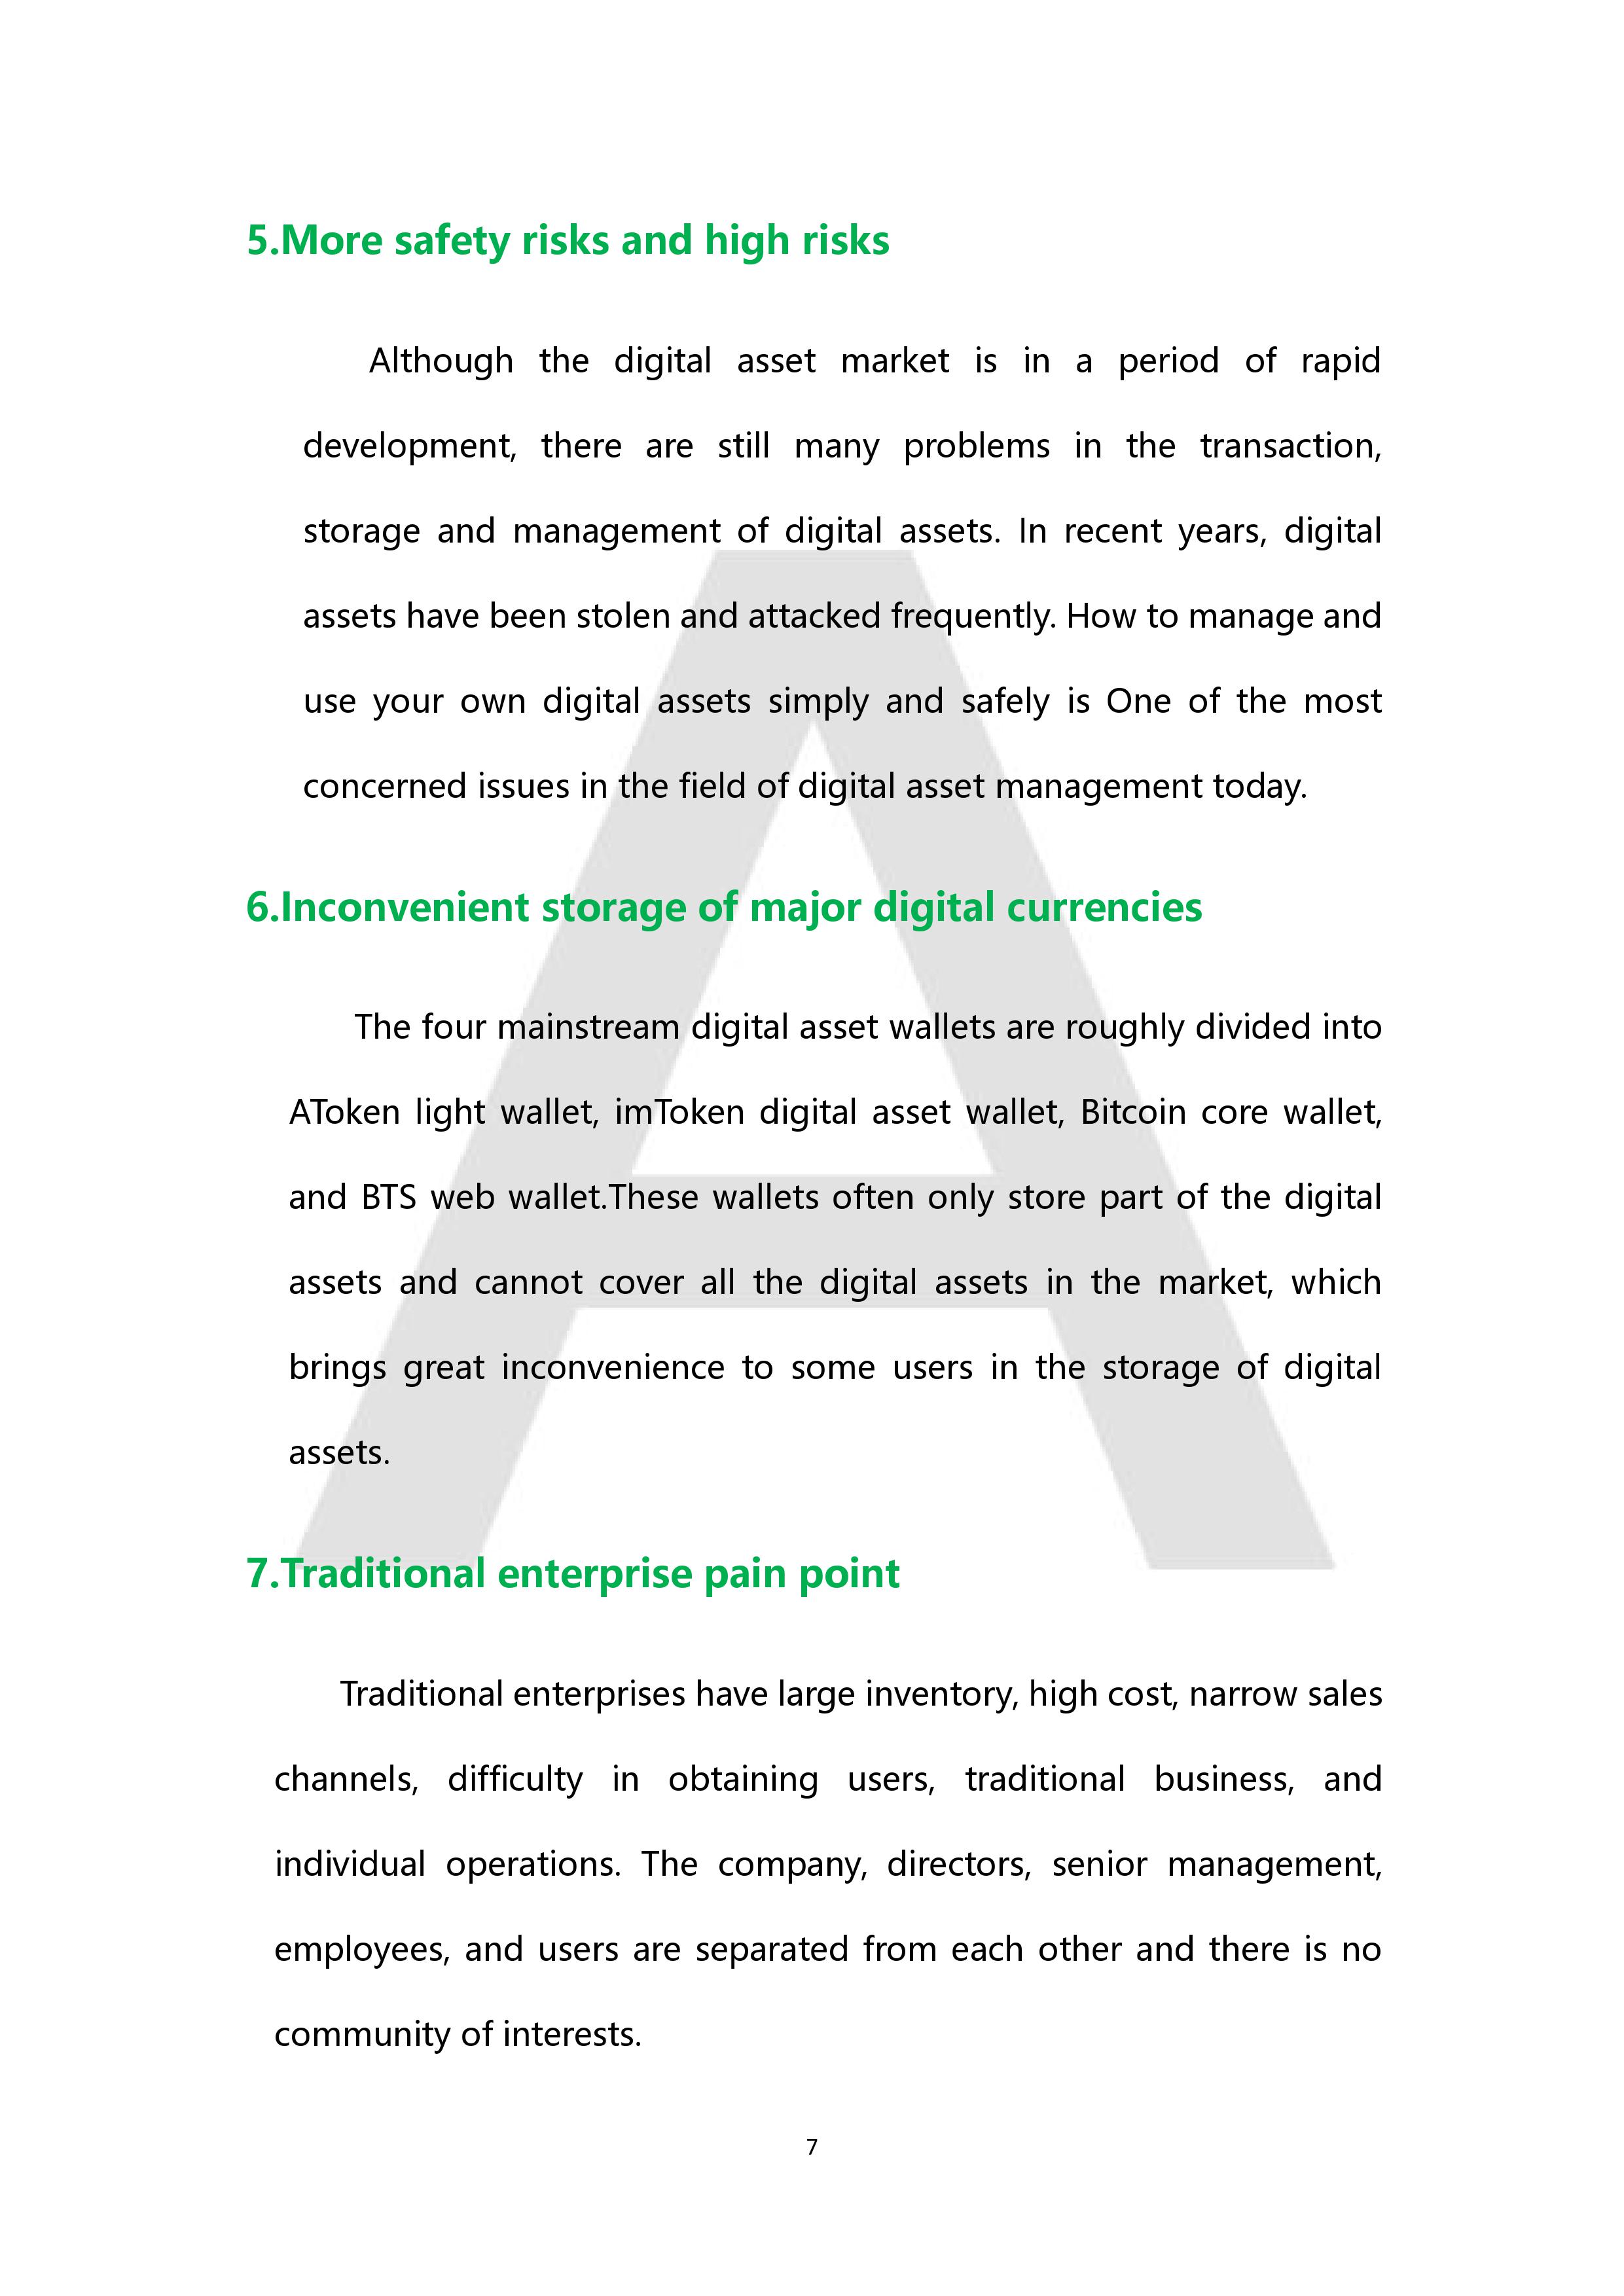 5.More safety risks and high risks
Although the digital asset market is in a period of rapid
development, there are still many problems in the transaction,
storage and management of digital assets. In recent years, digital
assets have been stolen and attacked frequently. How to manage and
use your own digital assets simply and safely is One of the most
concerned issues in the field of digital asset management today.
6.Inconvenient storage of major digital currencies
The four mainstream digital asset wallets are roughly divided into
AToken light wallet, imToken digital asset wallet, Bitcoin core wallet,
and BTS web wallet.These wallets often only store part of the digital
assets and cannot cover all the digital assets in the market, which
brings great inconvenience to some users in the storage of digital
assets.
7.Traditional enterprise pain point
Traditional enterprises have large inventory, high cost, narrow sales
channels, difficulty in obtaining users, traditional business, and
individual operations. The company, directors, senior management,
employees, and users are separated from each other and there is no
community of interests.
7
A